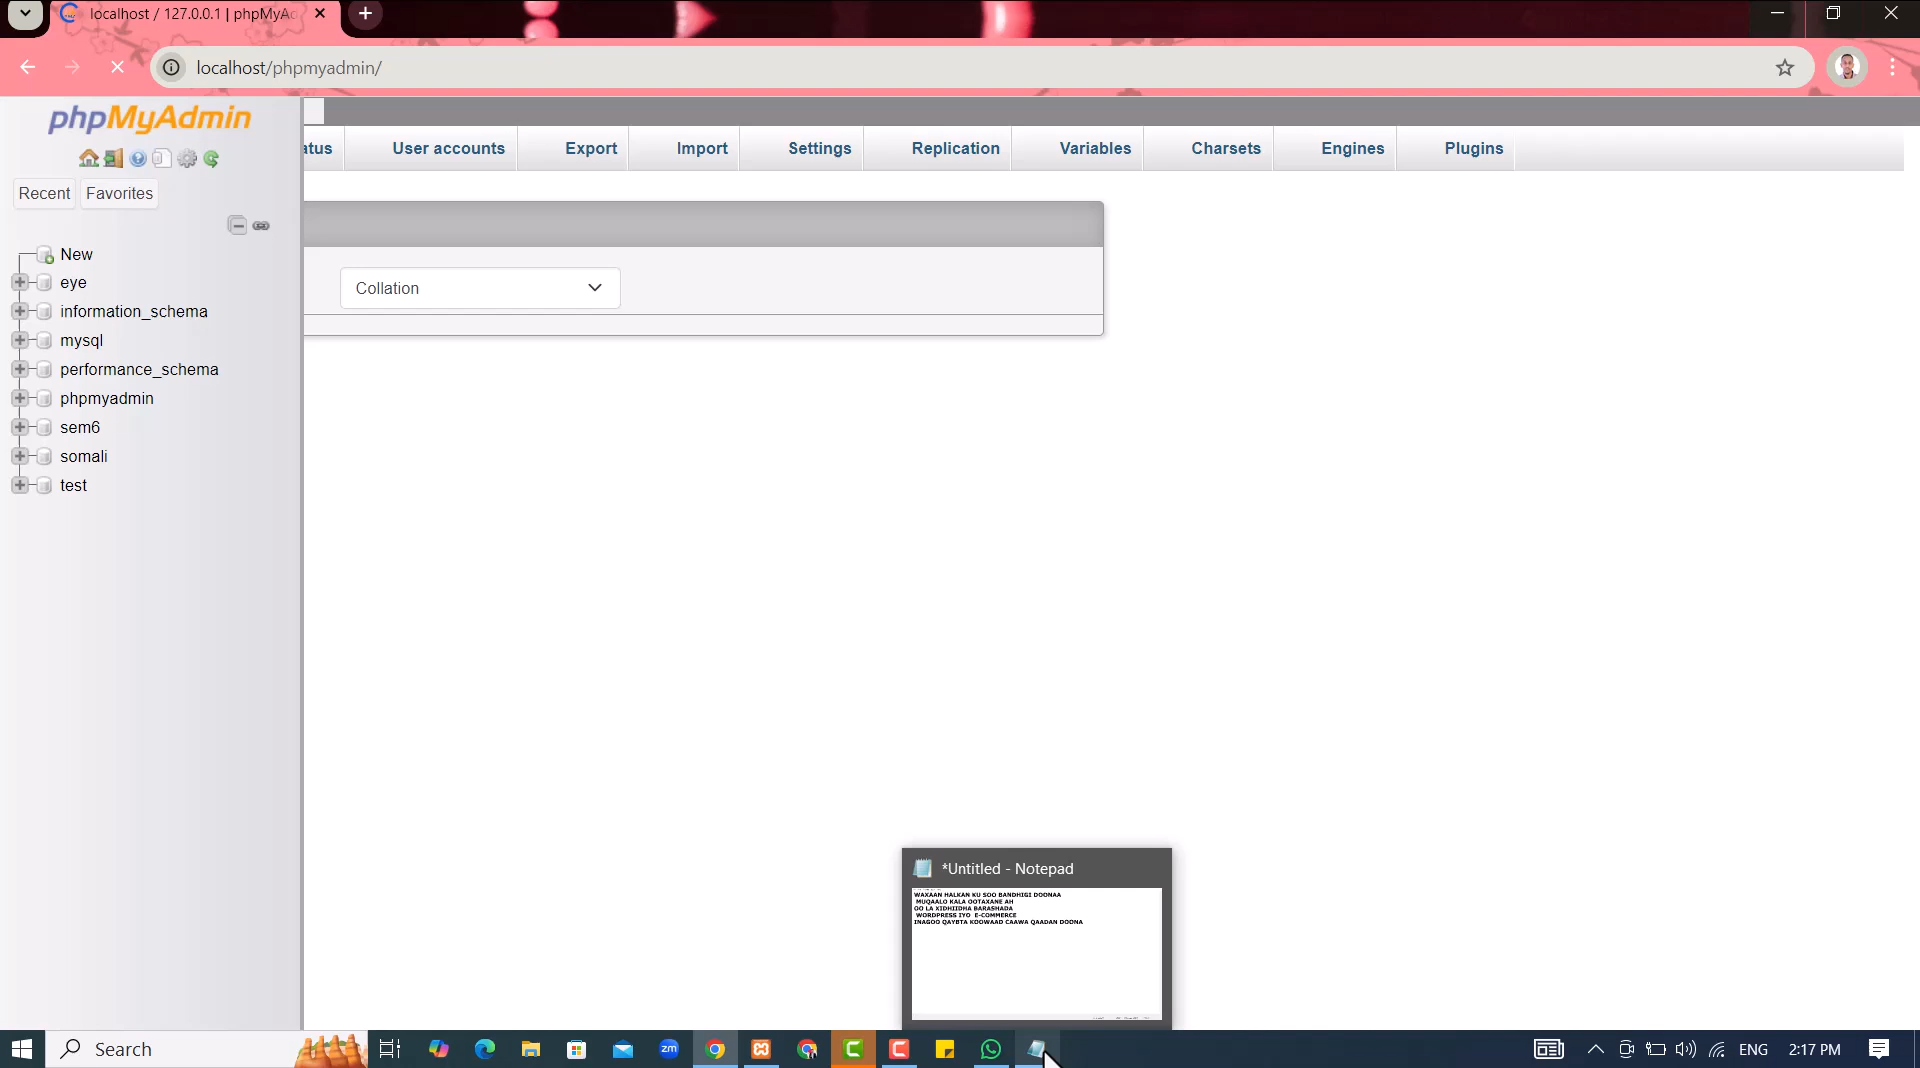 localhost / 127.0.0.1 | phpMyAd
localhost/phpmyadmin/
phpMyAdmin
Recent
Favorites
New
eye
information_schema
mysql
performance_schema
phpmyadmin
sem6
somali
test
atus
User accounts
Export
Import
Settings
Replication
Variables
Charsets
Engines
Plugins
Collation
*Untitled - Notepad
WAXAAN HALKAN KU SOO BANDHIGI DOONAA
MUQAALO KALA OOTAXANE AH
OO LA XIDHIIDHA BARASHADA
WORDPRESS IYO E-COMMERCE
INAGOO QAYBTA KOOWAAD CAAWA QAADAN DOONA
Search
zm
ENG
2:17 PM